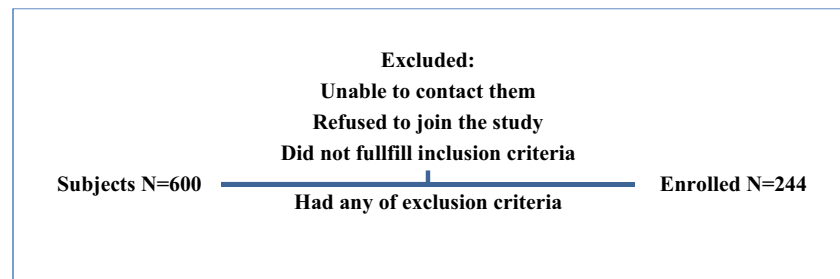 Excluded:
Unable to contact them
Refused to join the study
Did not fullfill inclusion criteria
Subjects N=600
Enrolled N=244
Had any of exclusion criteria